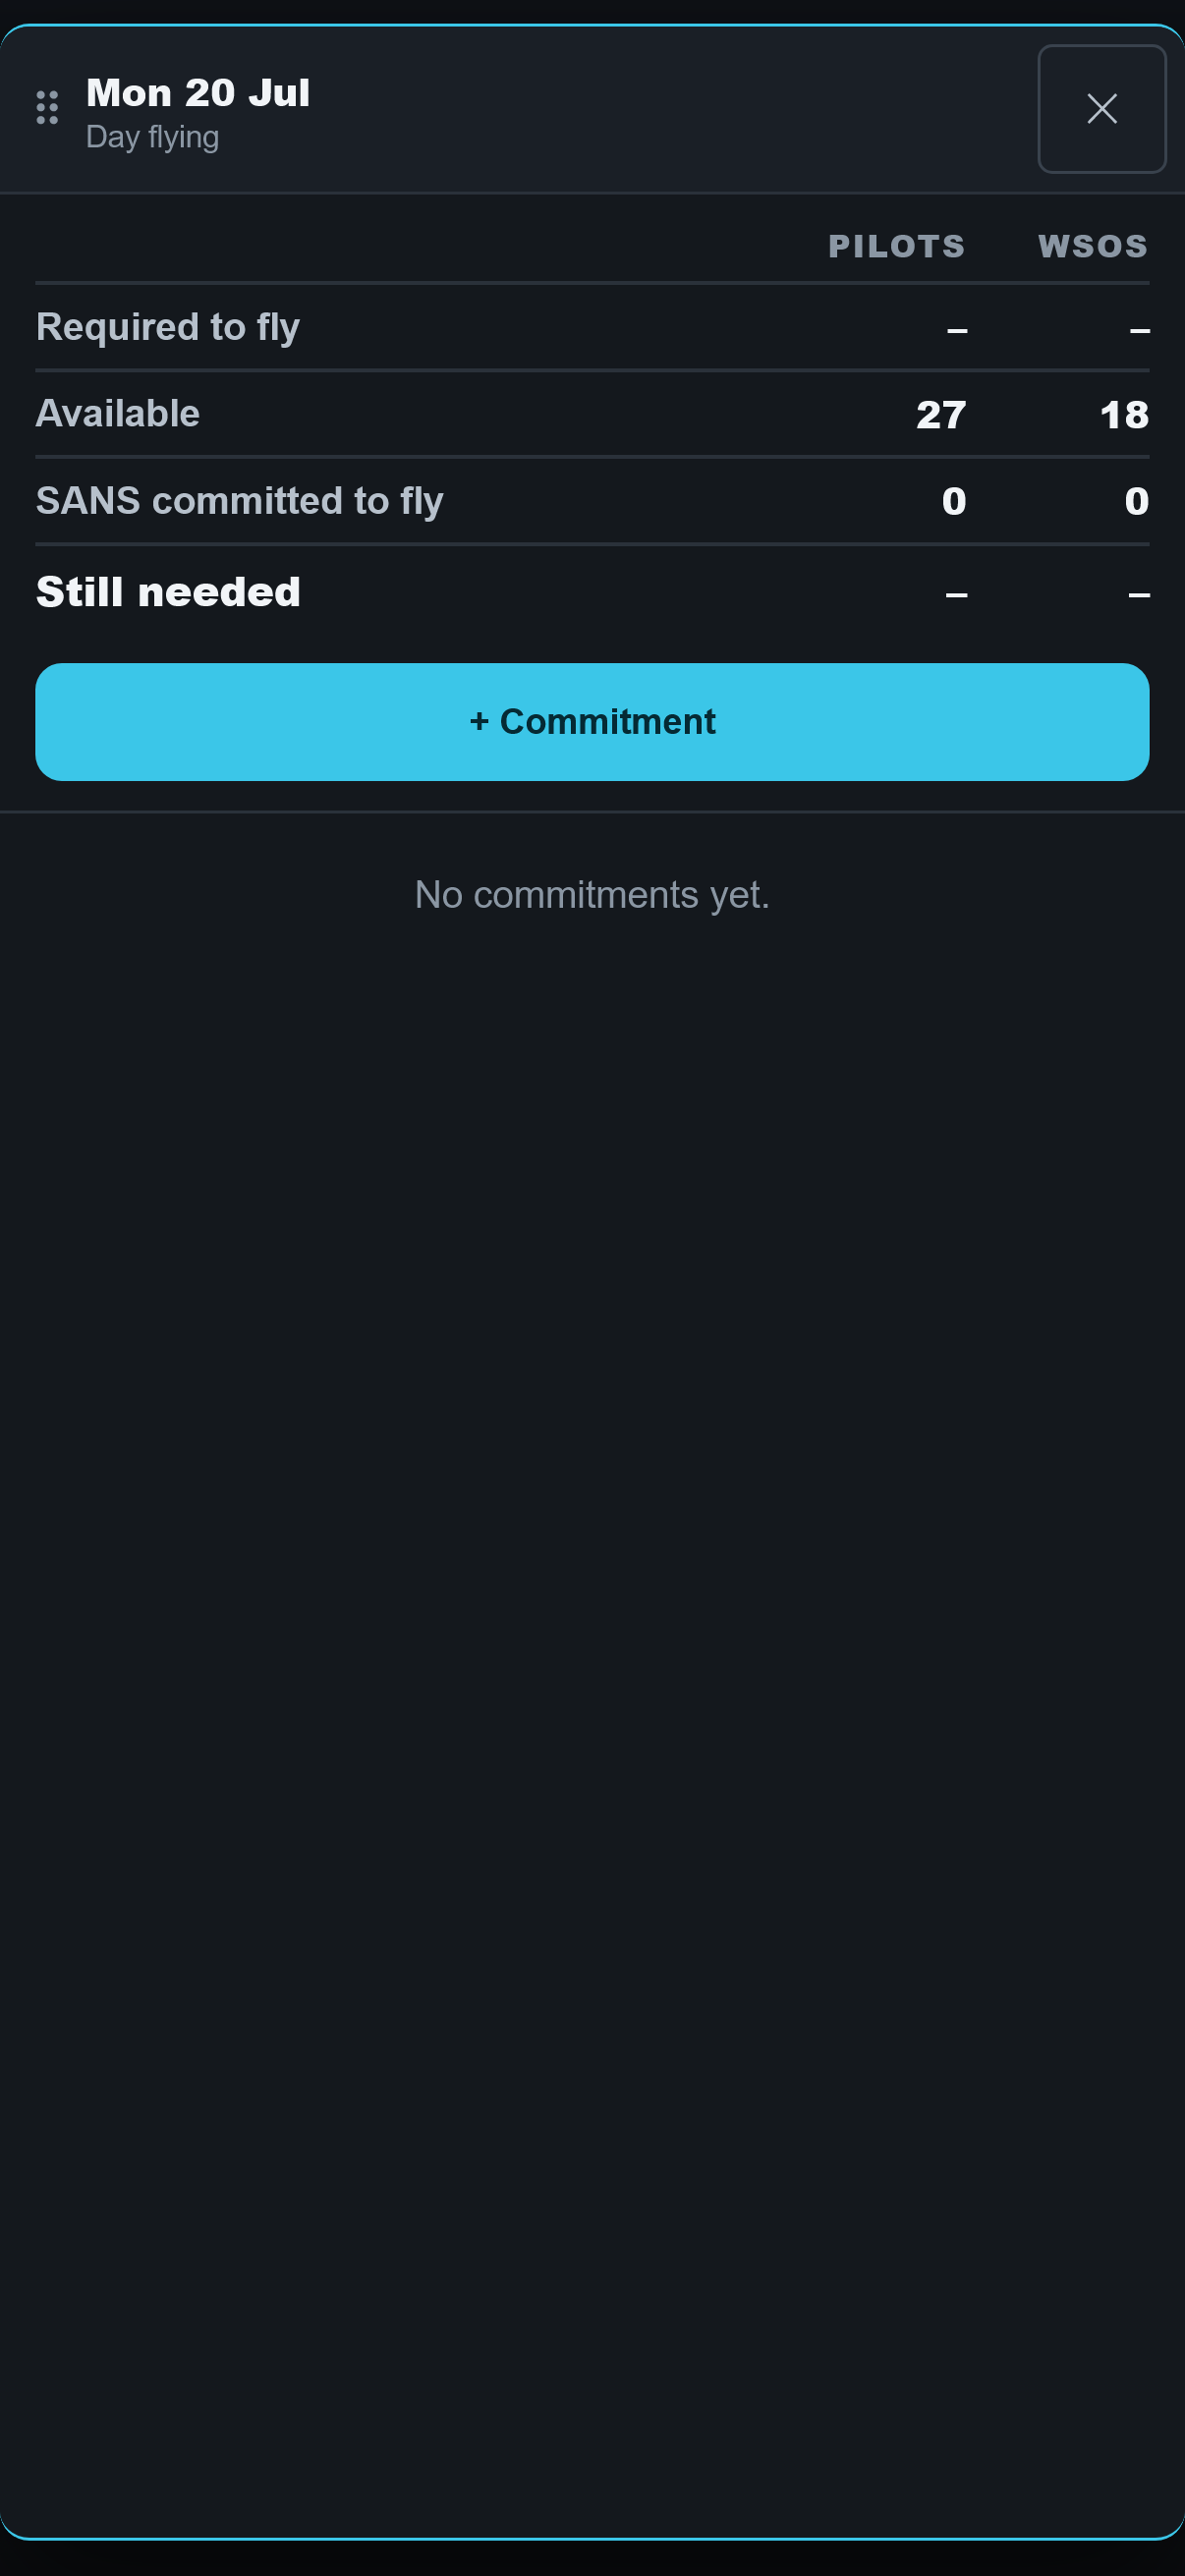 Mon 20 Jul
Day flying
PILOTS WSOS
Required to fly – –
Available 27 18
SANS committed to fly 0 0
Still needed – –
+ Commitment
No commitments yet.